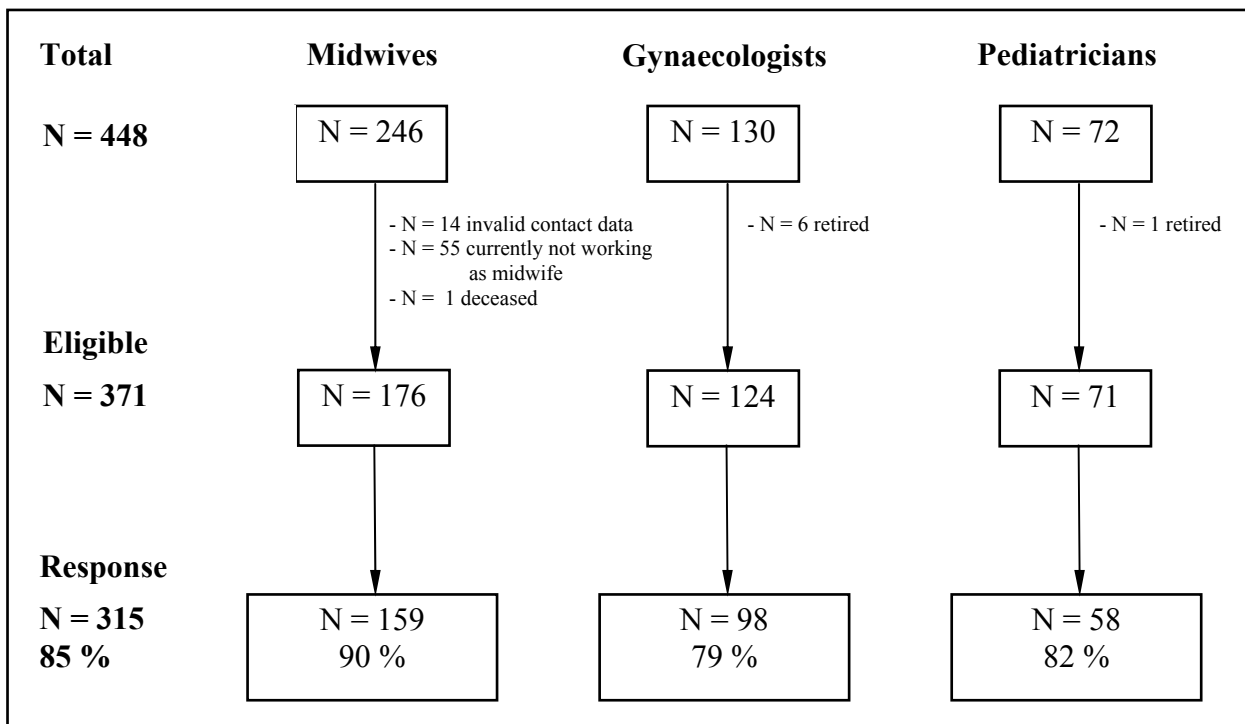 Total Midwives Gynaecologists Pediatricians
N = 448 N = 246 N = 130 N = 72
- N = 14 invalid contact data
- N = 55 currently not working
as midwife
- N = 1 deceased
- N = 6 retired
- N = 1 retired
Eligible
N = 371 N = 176 N = 124 N = 71
Response
N = 315 N = 159 N = 98 N = 58
85 % 90 % 79 % 82 %